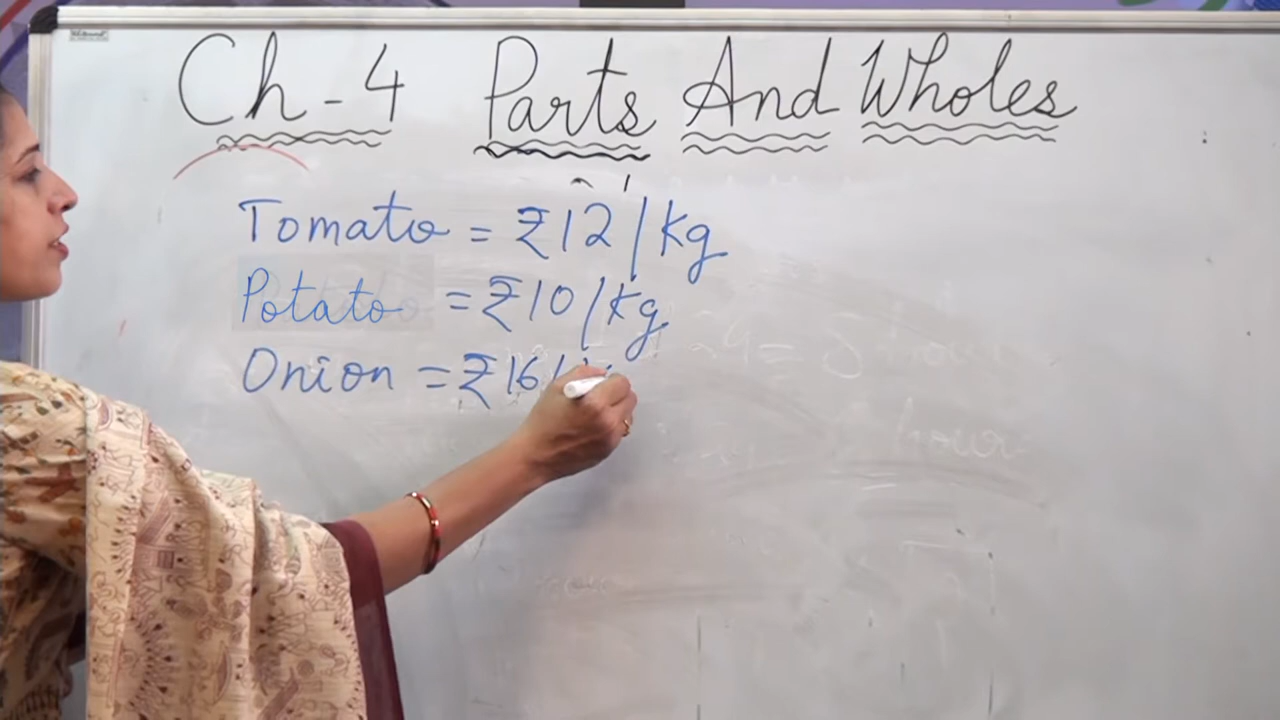 Ch-4 Parts And Wholes
Tomato = ₹12/kg
Potato = ₹10/kg
Onion = ₹16/